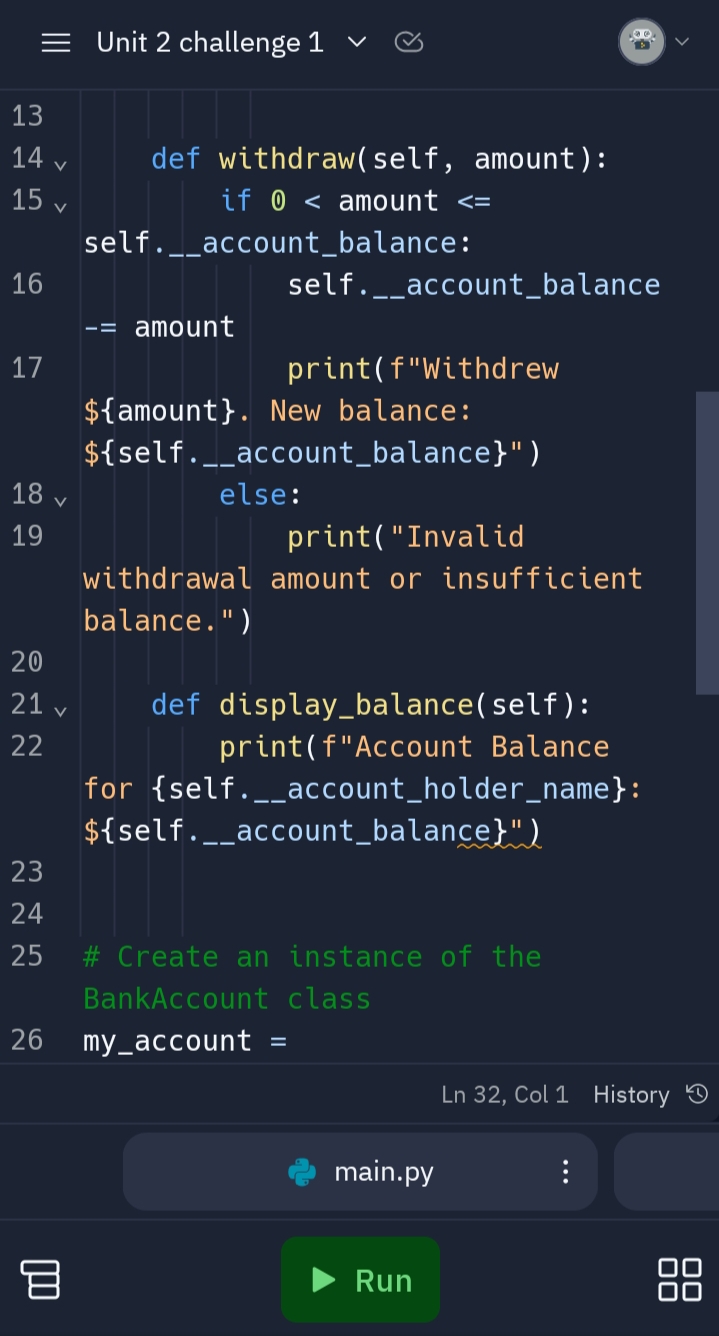 Unit 2 challenge 1
13
14 def withdraw(self, amount):
15 if 0 < amount <=
self.__account_balance:
16 self.__account_balance
-= amount
17 print(f"Withdrew
${amount}. New balance:
${self.__account_balance}")
18 else:
19 print("Invalid
withdrawal amount or insufficient
balance.")
20
21 def display_balance(self):
22 print(f"Account Balance
for {self.__account_holder_name}:
${self.__account_balance}")
23
24
25 # Create an instance of the
BankAccount class
26 my_account =
Ln 32, Col 1 History
main.py
Run